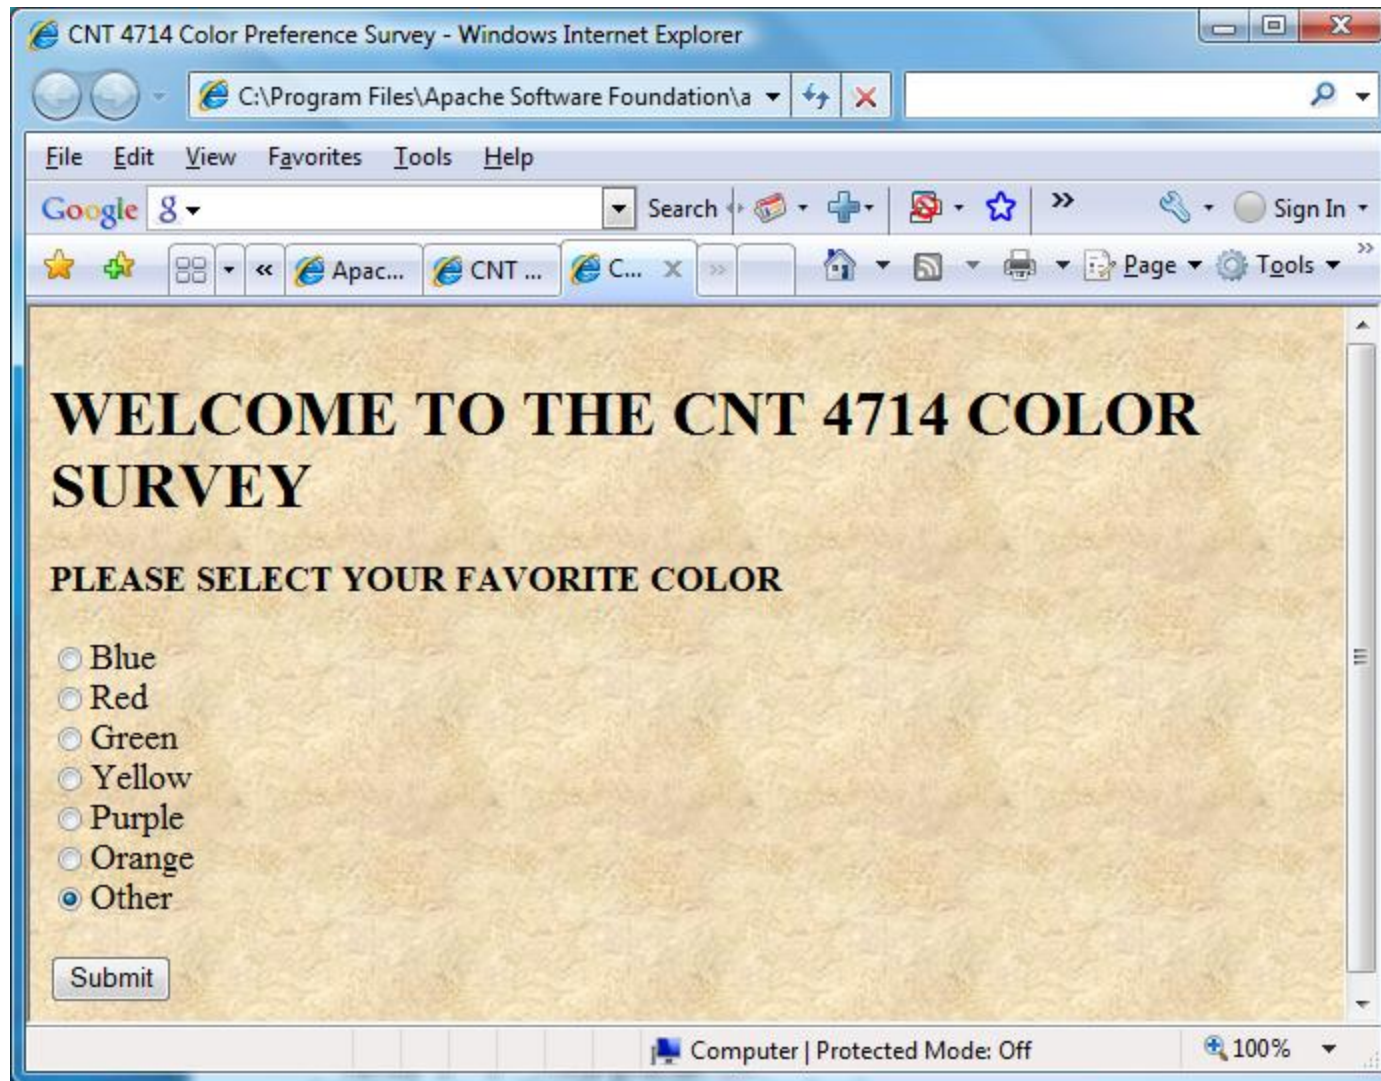 CNT 4714 Color Preference Survey - Windows Internet Explorer
C:\Program Files\Apache Software Foundation\a
File Edit View Favorites Tools Help
Google Search Sign In
Apac... CNT ... C... Page Tools
WELCOME TO THE CNT 4714 COLOR
SURVEY
PLEASE SELECT YOUR FAVORITE COLOR
Blue
Red
Green
Yellow
Purple
Orange
Other
Submit
Computer | Protected Mode: Off 100%